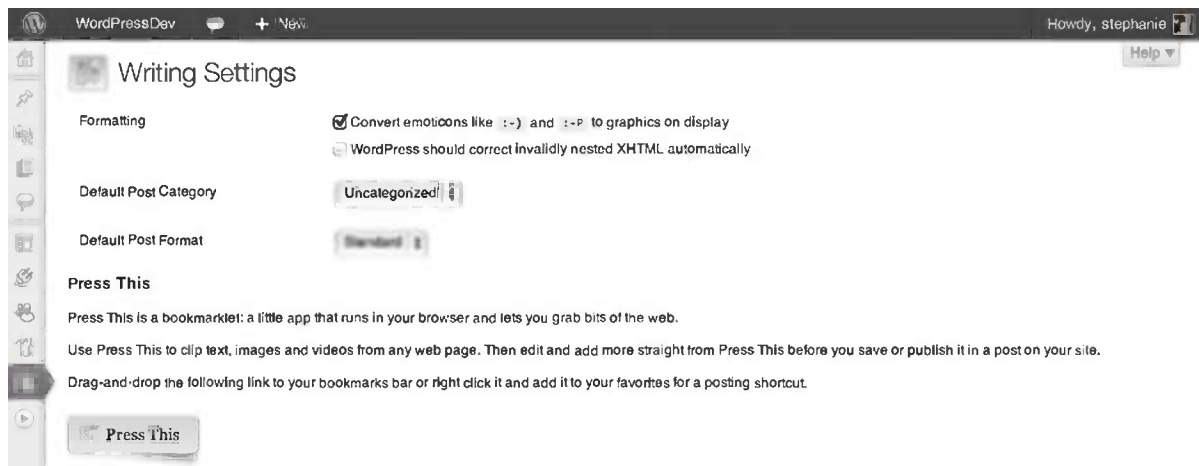 WordPressDev + New
Howdy, stephanie
Help ▼
Writing Settings
Formatting
Convert emoticons like :-) and :-P to graphics on display
WordPress should correct invalidly nested XHTML automatically
Default Post Category Uncategorized
Default Post Format
Press This
Press This is a bookmarklet: a little app that runs in your browser and lets you grab bits of the web.
Use Press This to clip text, images and videos from any web page. Then edit and add more straight from Press This before you save or publish it in a post on your site.
Drag-and-drop the following link to your bookmarks bar or right click it and add it to your favorites for a posting shortcut.
Press This